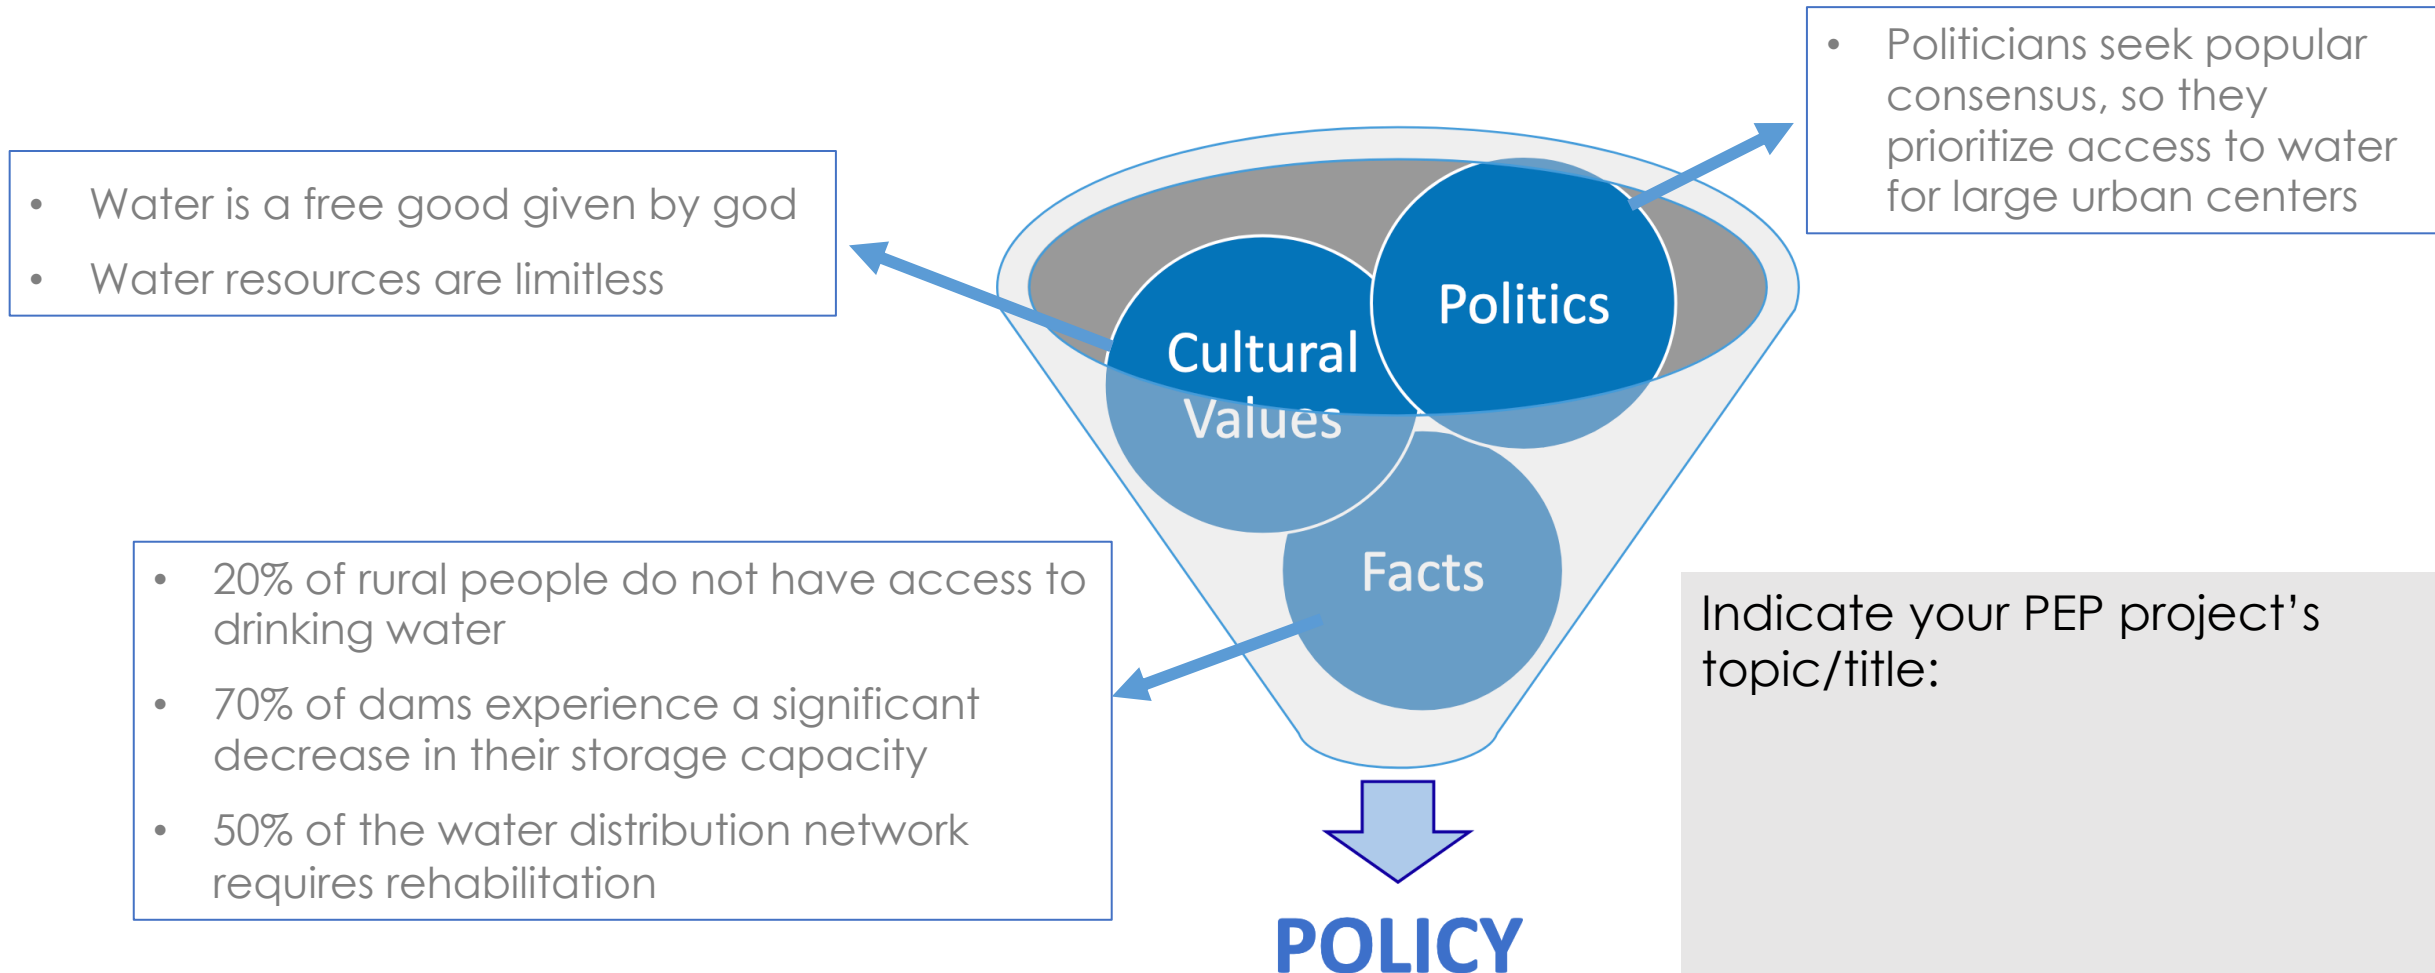 • Politicians seek popular
consensus, so they
prioritize access to water
for large urban centers
• Water is a free good given by god
• Water resources are limitless
Politics
Cultural
Values
Facts
• 20% of rural people do not have access to
drinking water
• 70% of dams experience a significant
decrease in their storage capacity
• 50% of the water distribution network
requires rehabilitation
Indicate your PEP project’s
topic/title:
POLICY